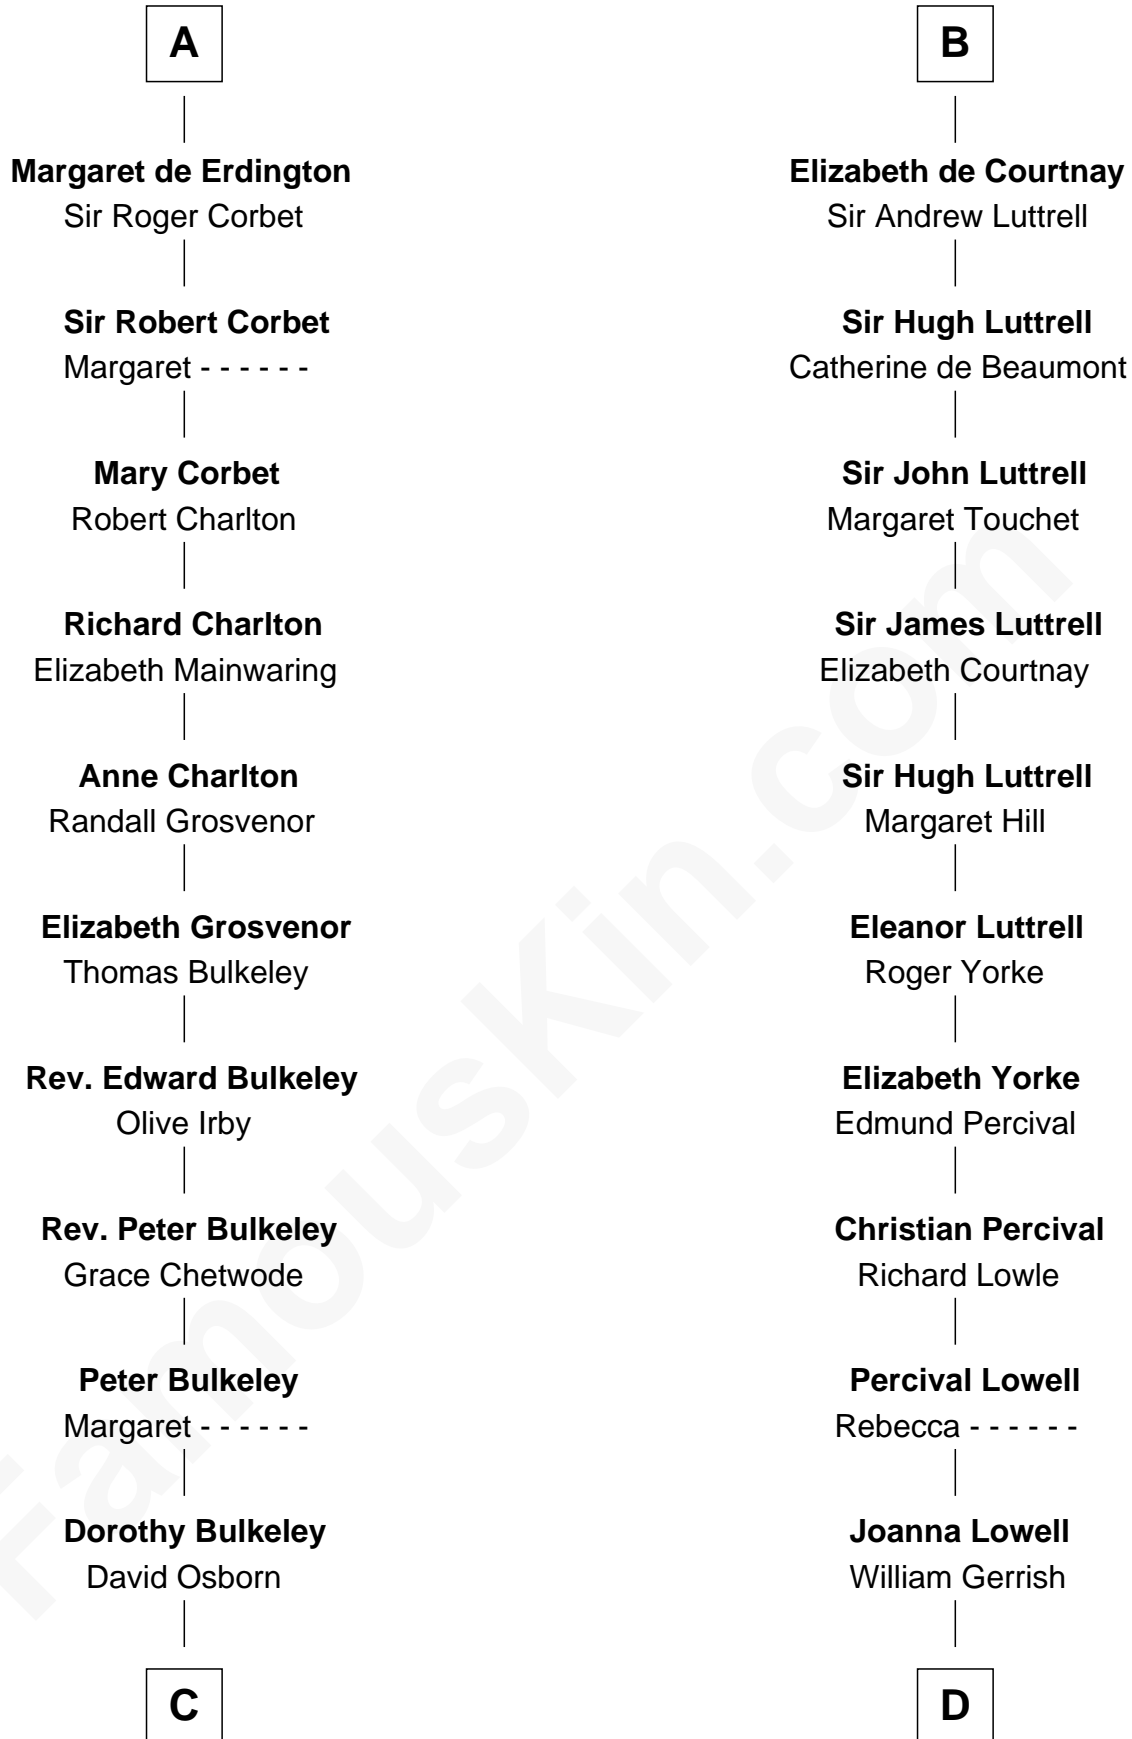 A
Margaret de Erdington
Sir Roger Corbet
Sir Robert Corbet
Margaret - - - - - -
Mary Corbet
Robert Charlton
Richard Charlton
Elizabeth Mainwaring
Anne Charlton
Randall Grosvenor
Elizabeth Grosvenor
Thomas Bulkeley
Rev. Edward Bulkeley
Olive Irby
Rev. Peter Bulkeley
Grace Chetwode
Peter Bulkeley
Margaret - - - - - -
Dorothy Bulkeley
David Osborn
C
B
Elizabeth de Courtnay
Sir Andrew Luttrell
Sir Hugh Luttrell
Catherine de Beaumont
Sir John Luttrell
Margaret Touchet
Sir James Luttrell
Elizabeth Courtnay
Sir Hugh Luttrell
Margaret Hill
Eleanor Luttrell
Roger Yorke
Elizabeth Yorke
Edmund Percival
Christian Percival
Richard Lowle
Percival Lowell
Rebecca - - - - - -
Joanna Lowell
William Gerrish
D
FamousKin.com